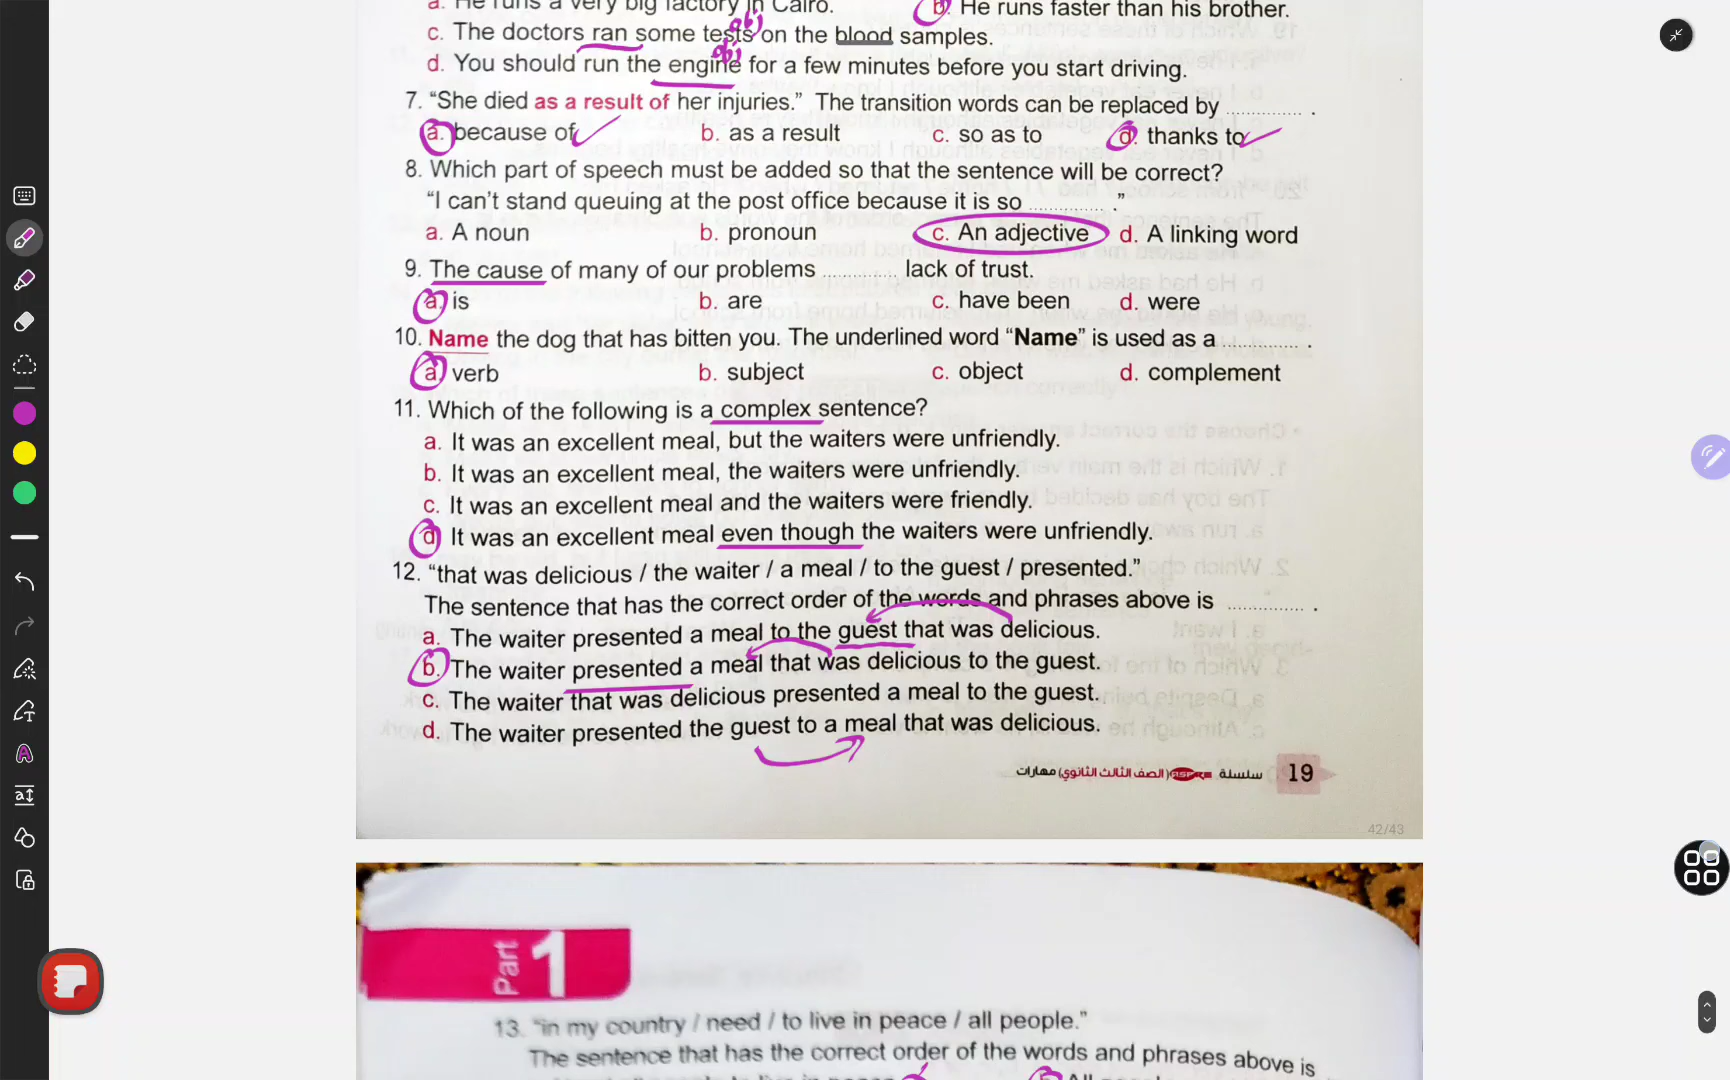 a. He runs a very big factory in Cairo. b. He runs faster than his brother.
obj
c. The doctors ran some tests on the blood samples.
obj
d. You should run the engine for a few minutes before you start driving.
7. “She died as a result of her injuries.” The transition words can be replaced by ............... .
a. because of b. as a result c. so as to d. thanks to
8. Which part of speech must be added so that the sentence will be correct?
“I can’t stand queuing at the post office because it is so ............... .”
a. A noun b. pronoun c. An adjective d. A linking word
9. The cause of many of our problems ............... lack of trust.
a. is b. are c. have been d. were
10. Name the dog that has bitten you. The underlined word “Name” is used as a ............... .
a. verb b. subject c. object d. complement
11. Which of the following is a complex sentence?
a. It was an excellent meal, but the waiters were unfriendly.
b. It was an excellent meal, the waiters were unfriendly.
c. It was an excellent meal and the waiters were friendly.
d. It was an excellent meal even though the waiters were unfriendly.
12. “that was delicious / the waiter / a meal / to the guest / presented.”
The sentence that has the correct order of the words and phrases above is ............... .
a. The waiter presented a meal to the guest that was delicious.
b. The waiter presented a meal that was delicious to the guest.
c. The waiter that was delicious presented a meal to the guest.
d. The waiter presented the guest to a meal that was delicious.
سلسلة ASPIRE (الصف الثالث الثانوي) مهارات 19
42/43
Part 1
13. “in my country / need / to live in peace / all people.”
The sentence that has the correct order of the words and phrases above is